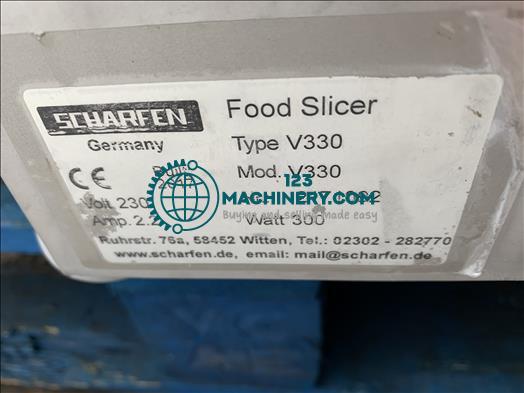 SCHARFEN
Food Slicer
Germany
Type V330
Mod. V330
CE
Volt 230
Amp. 2.2
Watt 300
123
MACHINERY.COM
Buying and selling made easy
Ruhrstr. 76a, 58452 Witten, Tel.: 02302 - 282770
www.scharfen.de, email: mail@scharfen.de